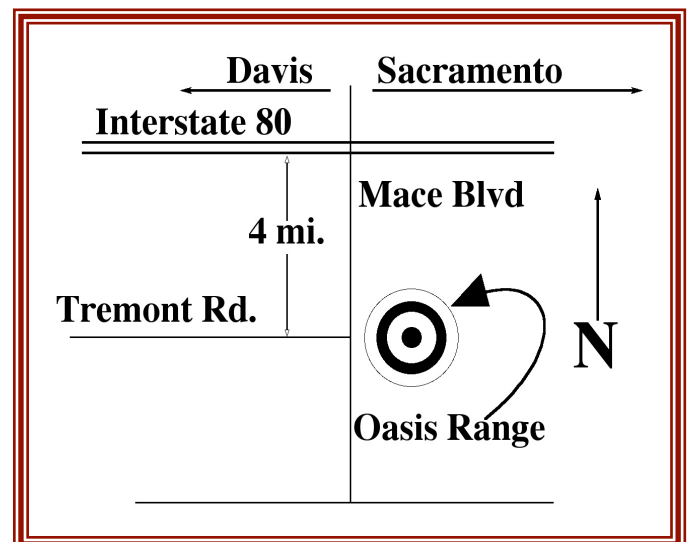 Davis Sacramento
Interstate 80
Mace Blvd
4 mi.
Tremont Rd.
N
Oasis Range